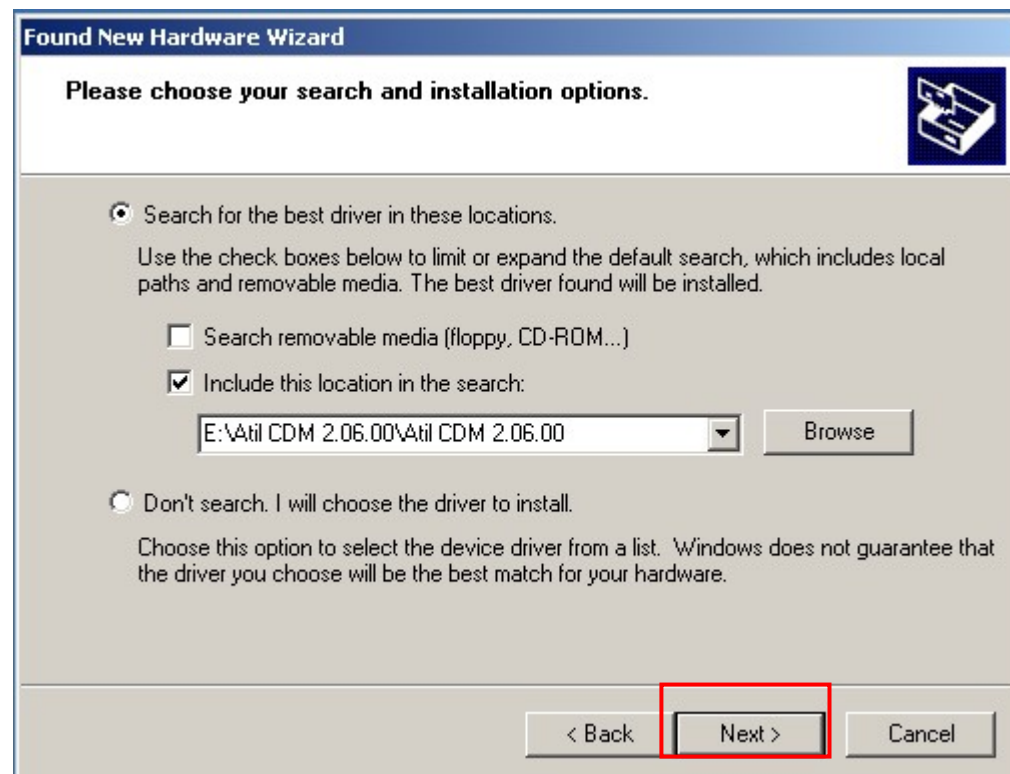 Found New Hardware Wizard
Please choose your search and installation options.
Search for the best driver in these locations.
Use the check boxes below to limit or expand the default search, which includes local
paths and removable media. The best driver found will be installed.
Search removable media (floppy, CD-ROM...)
Include this location in the search:
E:\Atil CDM 2.06.00\Atil CDM 2.06.00
Browse
Don't search. I will choose the driver to install.
Choose this option to select the device driver from a list. Windows does not guarantee that
the driver you choose will be the best match for your hardware.
< Back Next > Cancel